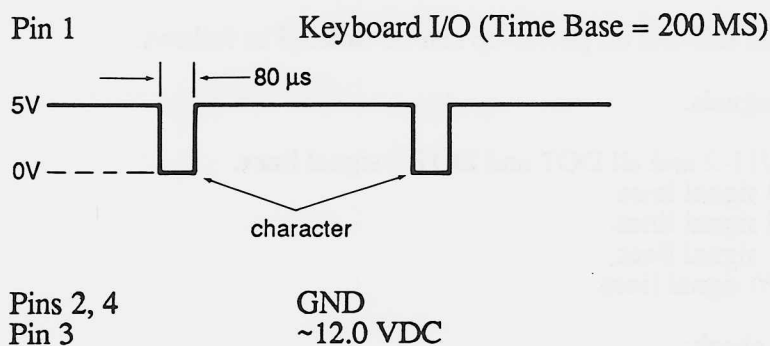 Pin 1 Keyboard I/O (Time Base = 200 MS)
80 µs
5V
0V
character
Pins 2, 4 GND
Pin 3 ~12.0 VDC